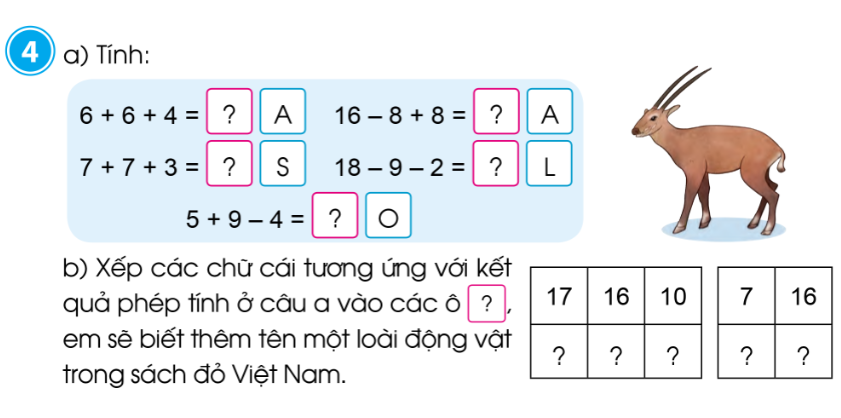 4 a) Tính:
6 + 6 + 4 = ? A 16 – 8 + 8 = ? A
7 + 7 + 3 = ? S 18 – 9 – 2 = ? L
5 + 9 – 4 = ? O
b) Xếp các chữ cái tương ứng với kết
quả phép tính ở câu a vào các ô ? ,
em sẽ biết thêm tên một loài động vật
trong sách đỏ Việt Nam.
17 16 10 7 16
? ? ? ? ?